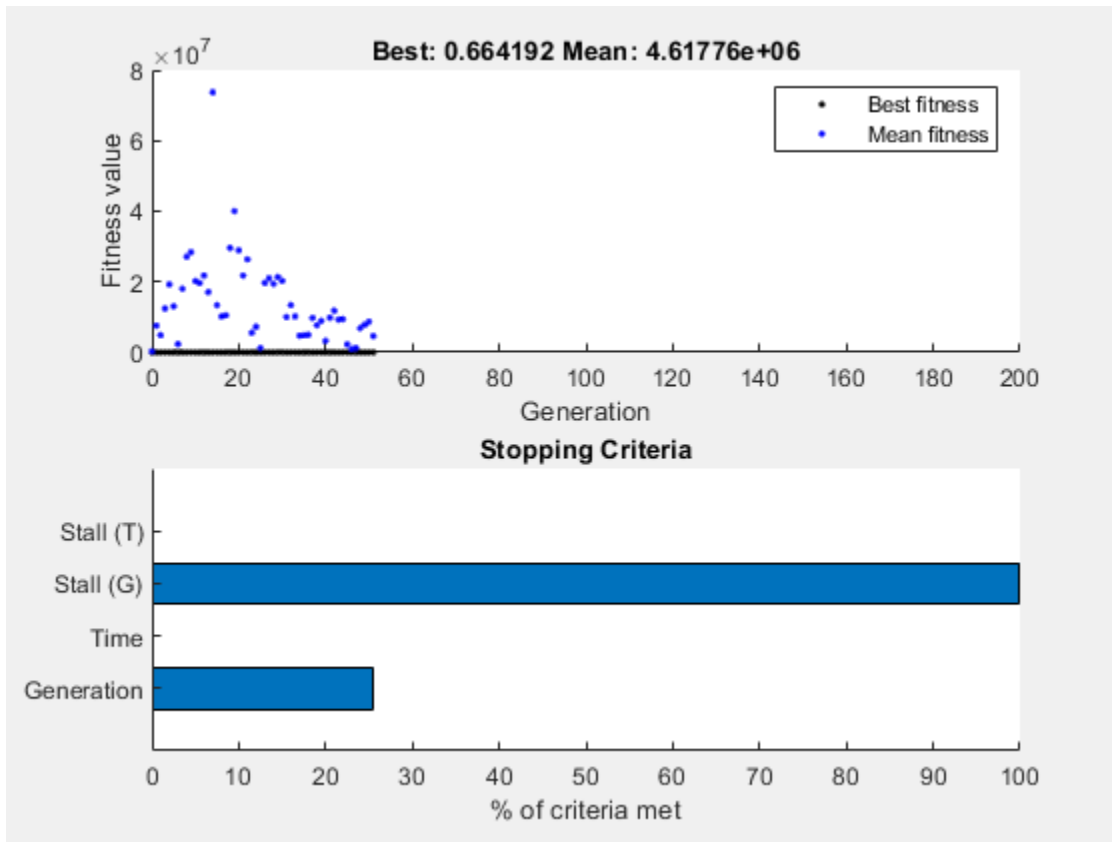 ×10^7
Best: 0.664192 Mean: 4.61776e+06
8
6
4
2
0
Fitness value
Best fitness
Mean fitness
0 20 40 60 80 100 120 140 160 180 200
Generation
Stopping Criteria
Stall (T)
Stall (G)
Time
Generation
0 10 20 30 40 50 60 70 80 90 100
% of criteria met